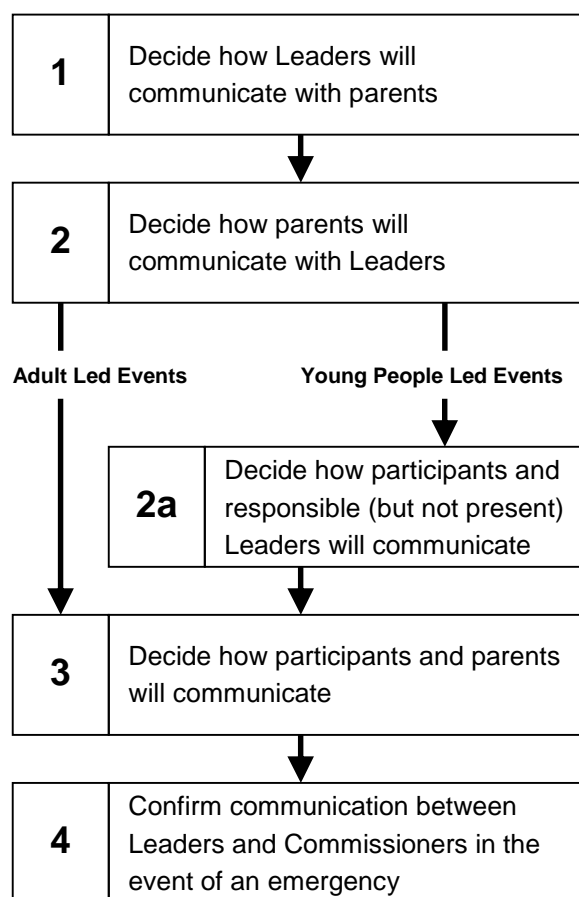 1
Decide how Leaders will
communicate with parents
2
Decide how parents will
communicate with Leaders
Adult Led Events
Young People Led Events
2a
Decide how participants and
responsible (but not present)
Leaders will communicate
3
Decide how participants and parents
will communicate
4
Confirm communication between
Leaders and Commissioners in the
event of an emergency